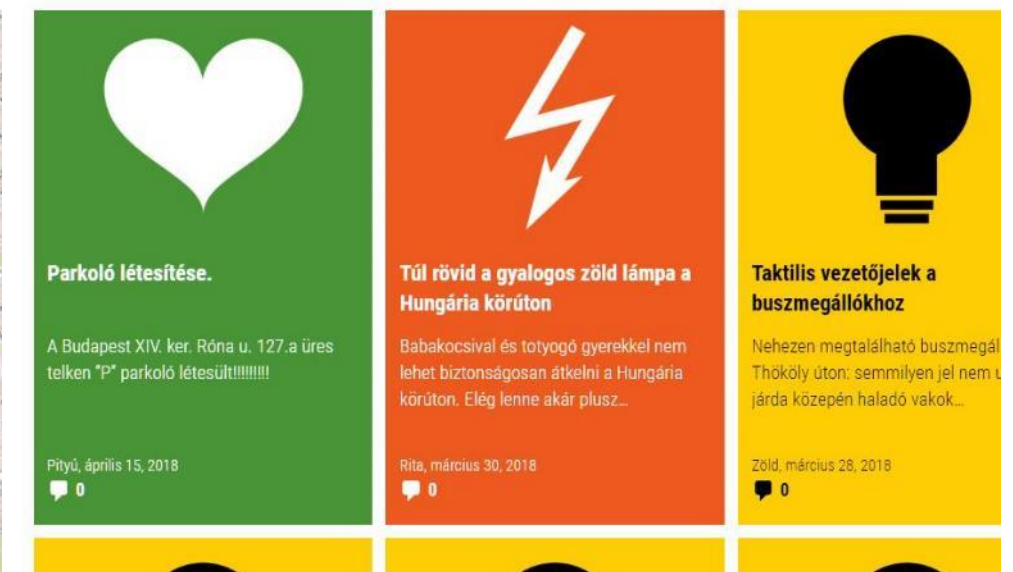 Parkoló létesítése.
A Budapest XIV. ker. Róna u. 127.a üres
telken "P" parkoló létesült!!!!!!!!!
Pityú, április 15, 2018
0
Túl rövid a gyalogos zöld lámpa a
Hungária körúton
Babakocsival és totyogó gyerekkel nem
lehet biztonságosan átkelni a Hungária
körúton. Elég lenne akár plusz...
Rita, március 30, 2018
0
Taktilis vezetőjelek a
buszmegállókhoz
Nehezen megtalálható buszmegál
Thököly úton: semmilyen jel nem
járda közepén haladó vakok...
Zöld, március 28, 2018
0